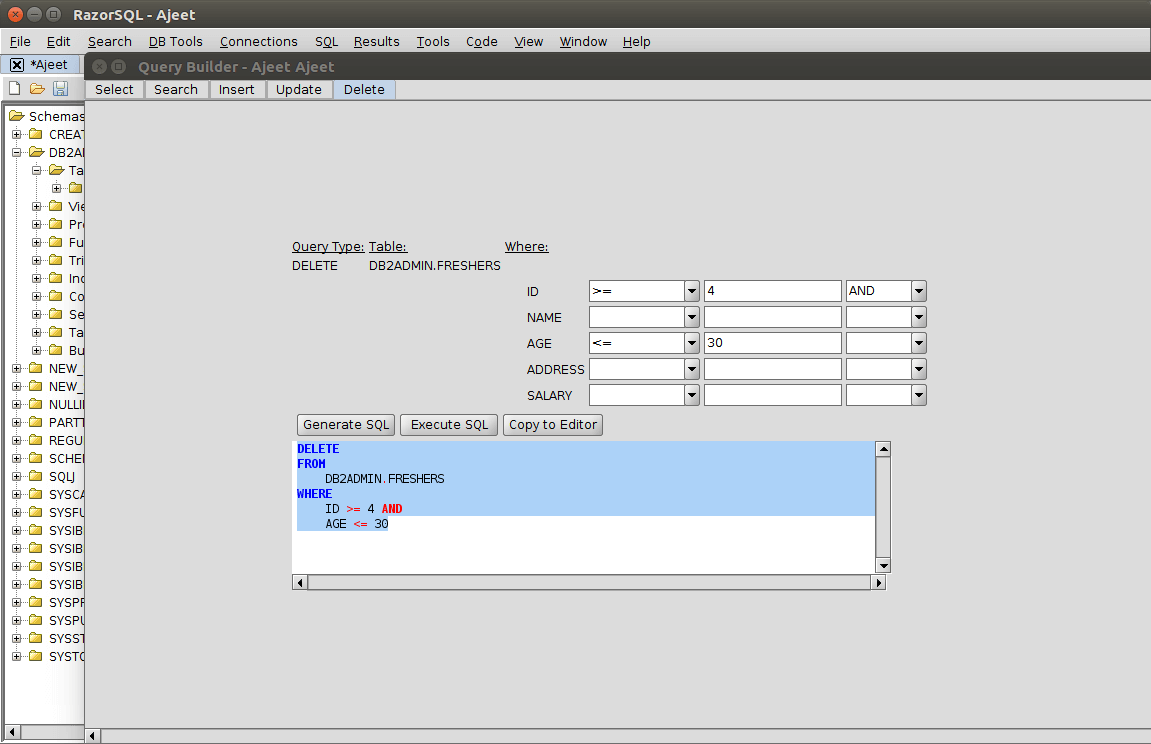 RazorSQL - Ajeet
File Edit Search DB Tools Connections SQL Results Tools Code View Window Help
*Ajeet
Query Builder - Ajeet Ajeet
Select Search Insert Update Delete
Schemas
CREAT
DB2AI
Ta
Vie
Pro
Fu
Tri
Ind
Co
Se
Ta
Bu
NEW_
NEW_
NULLI
PARTT
REGU
SCHEI
SQLJ
SYSCA
SYSFU
SYSIB
SYSIB
SYSIB
SYSIB
SYSPR
SYSPU
SYSST
SYSTO
Query Type: Table: Where:
DELETE DB2ADMIN.FRESHERS
ID >= 4 AND
NAME
AGE <= 30
ADDRESS
SALARY
Generate SQL Execute SQL Copy to Editor
DELETE
FROM
DB2ADMIN.FRESHERS
WHERE
ID >= 4 AND
AGE <= 30